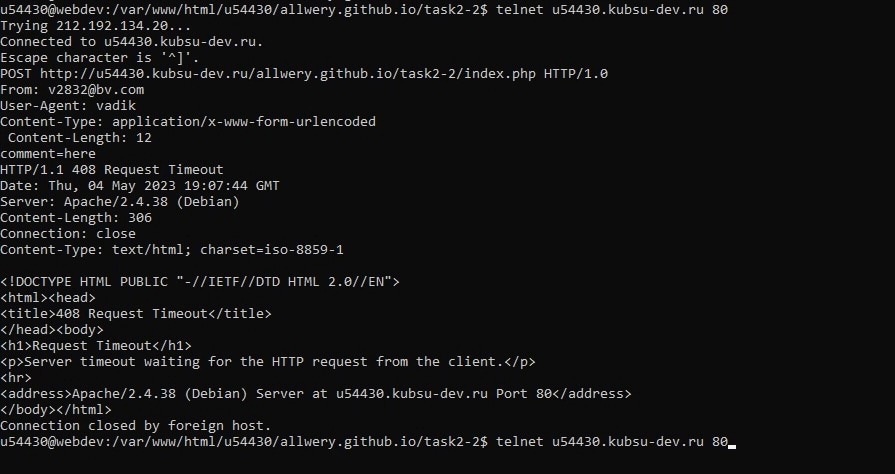 u54430@webdev:/var/www/html/u54430/allwery.github.io/task2-2$ telnet u54430.kubsu-dev.ru 80
Trying 212.192.134.20...
Connected to u54430.kubsu-dev.ru.
Escape character is '^]'.
POST http://u54430.kubsu-dev.ru/allwery.github.io/task2-2/index.php HTTP/1.0
From: v2832@bv.com
User-Agent: vadik
Content-Type: application/x-www-form-urlencoded
 Content-Length: 12
comment=here
HTTP/1.1 408 Request Timeout
Date: Thu, 04 May 2023 19:07:44 GMT
Server: Apache/2.4.38 (Debian)
Content-Length: 306
Connection: close
Content-Type: text/html; charset=iso-8859-1

<!DOCTYPE HTML PUBLIC "-//IETF//DTD HTML 2.0//EN">
<html><head>
<title>408 Request Timeout</title>
</head><body>
<h1>Request Timeout</h1>
<p>Server timeout waiting for the HTTP request from the client.</p>
<hr>
<address>Apache/2.4.38 (Debian) Server at u54430.kubsu-dev.ru Port 80</address>
</body></html>
Connection closed by foreign host.
u54430@webdev:/var/www/html/u54430/allwery.github.io/task2-2$ telnet u54430.kubsu-dev.ru 80